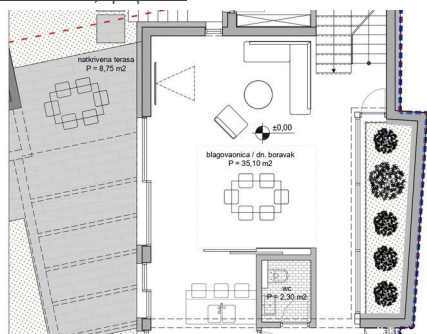 natkrivena terasa
P = 8,75 m2
±0,00
blagovaonica / dn. boravak
P = 35,10 m2
wc
P = 2,30 m2